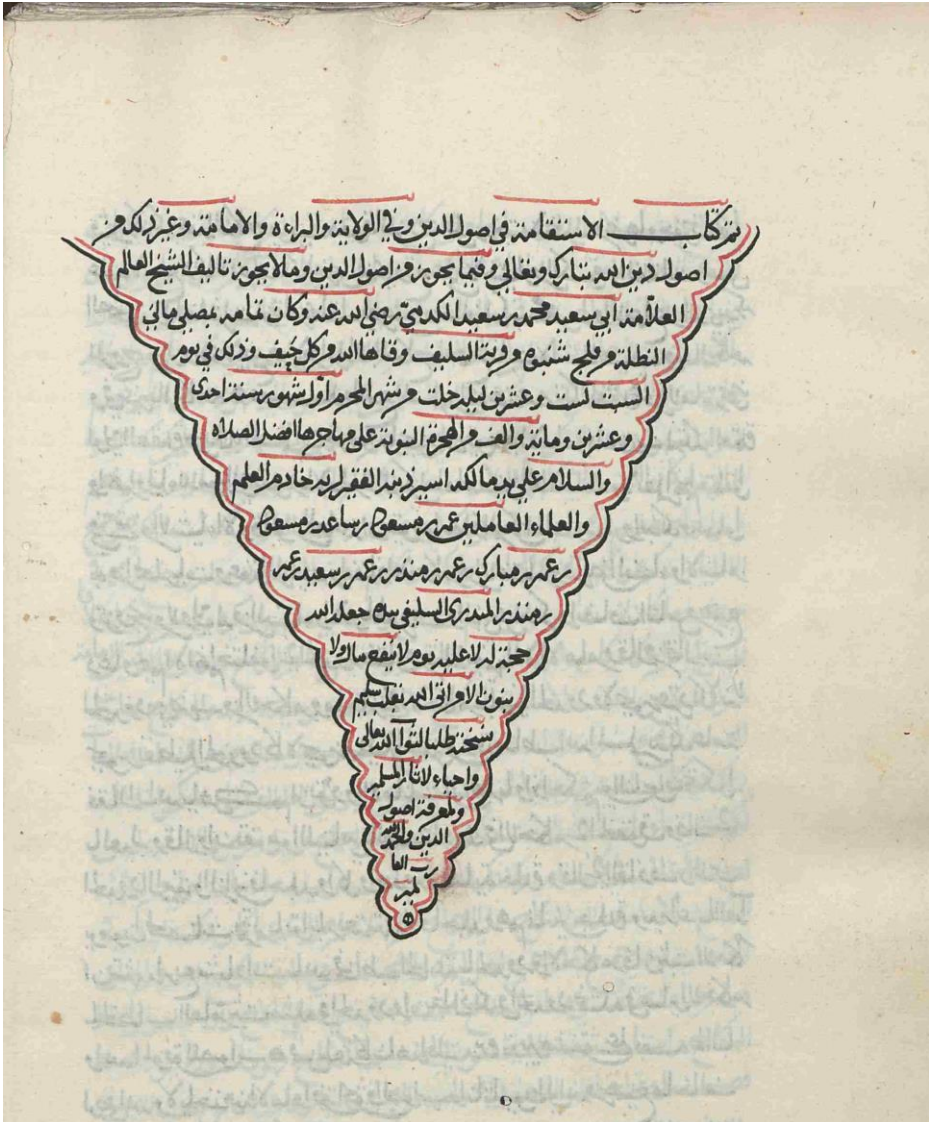 تم كتاب الاستقامة في اصول الدين وفي الولاية والبراءة والامامة وغير ذلك من
اصول دين الله تبارك وتعالى وفيما يجوز من اصول الدين وما لا يجوز تاليف الشيخ العالم
العلامة ابي سعيد محمد بن سعيد الكدمي رضي الله عنه وكان تمامه بمصلى مالي
النطلة من فلج شنبوه من قرية السليف وقاها الله من كل حيف وذلك في يوم
السبت لست وعشرين ليلة خلت من شهر المحرم اول شهور سنة احدى
وعشرين وماية والف من الهجرة النبوية على مهاجرها افضل الصلاة
والسلام على يد مالكه اسير ذنبه الفقير لربه خادم العلم
والعلماء العاملين عمر بن مسعود بن ساعد بن مسعود
بن عمر بن مبارك بن عمر بن منذر بن عمر بن سعيد بن عمر
بن منذر المنذري السليفي بيده جعله الله
حجة له لا عليه يوم لا ينفع مال ولا
بنون الا من اتى الله بقلب سليم
نسخته طلبا لثواب الله تعالى
واحياء لاثار المسلمين
ولمعرفة اصول
الدين والحمد لله
رب العا
لمين